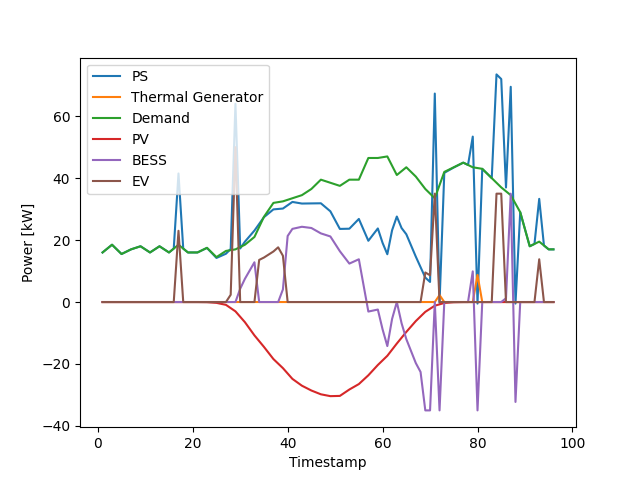 PS
Thermal Generator
Demand
PV
BESS
EV
Power [kW]
60
40
20
0
−20
−40
0 20 40 60 80 100
Timestamp